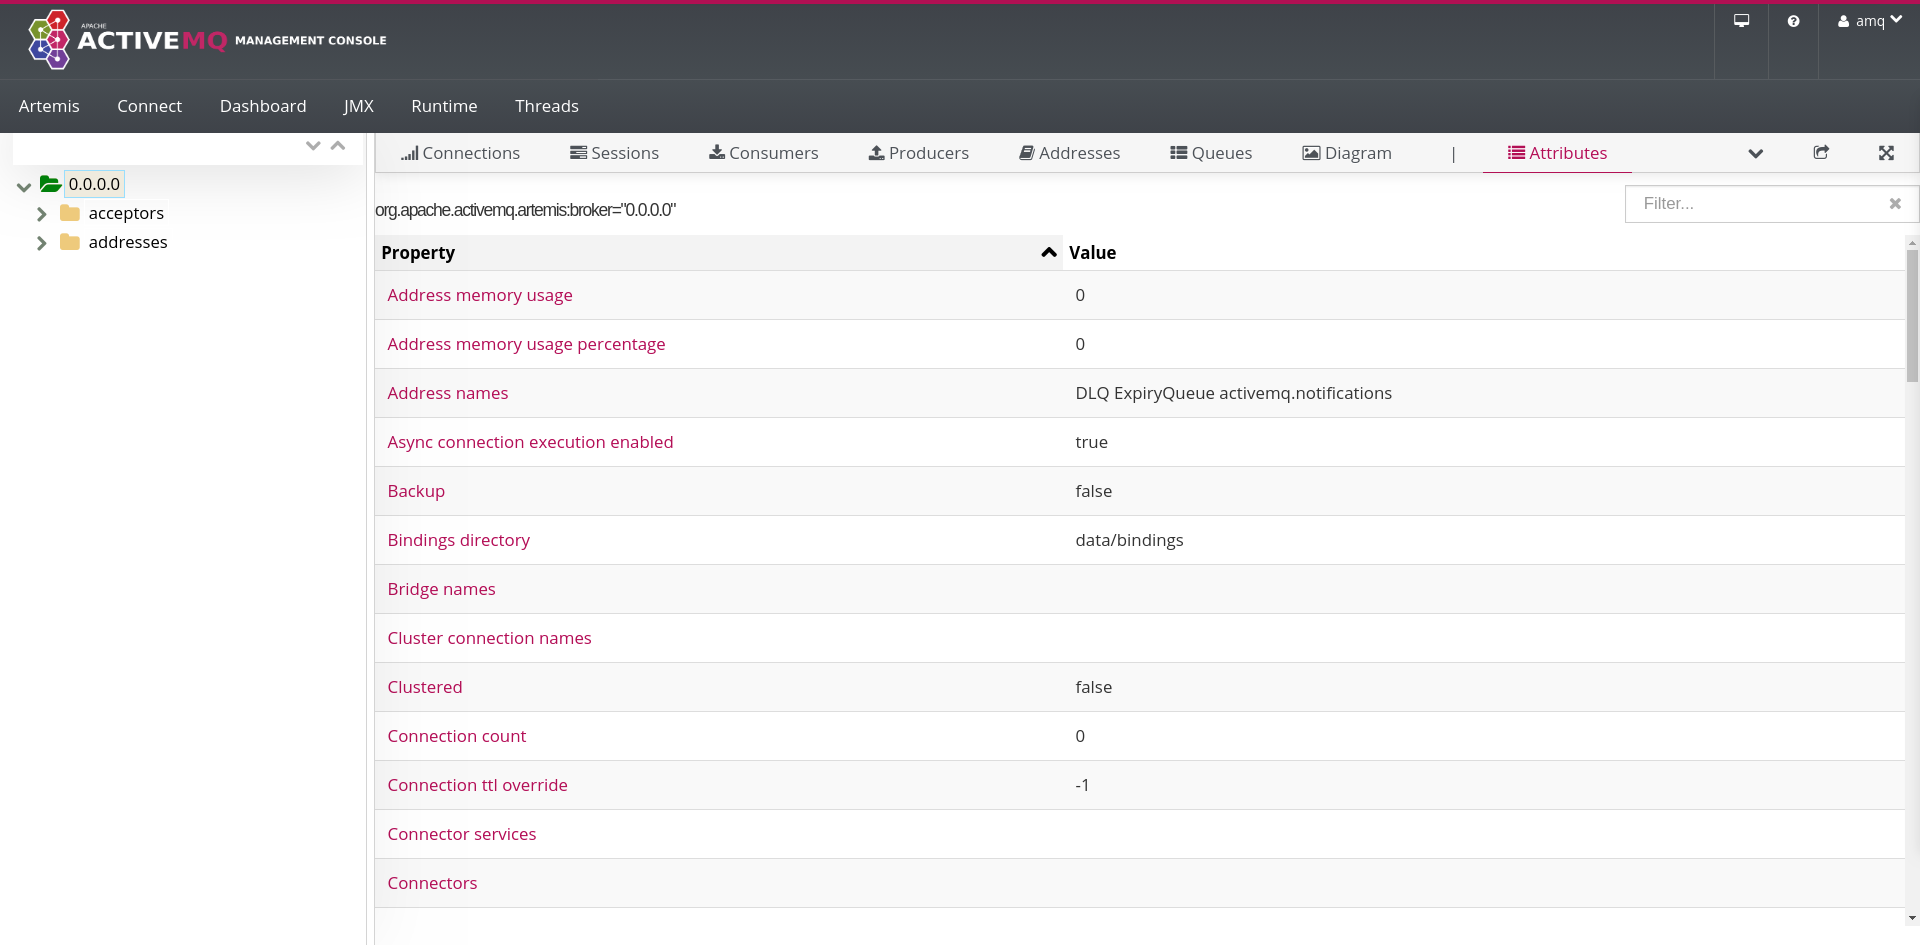 APACHE
ACTIVEMQ MANAGEMENT CONSOLE
amq
Artemis Connect Dashboard JMX Runtime Threads
Connections Sessions Consumers Producers Addresses Queues Diagram | Attributes
0.0.0.0
acceptors
addresses
org.apache.activemq.artemis:broker="0.0.0.0"
Filter...
Property Value
Address memory usage 0
Address memory usage percentage 0
Address names DLQ ExpiryQueue activemq.notifications
Async connection execution enabled true
Backup false
Bindings directory data/bindings
Bridge names
Cluster connection names
Clustered false
Connection count 0
Connection ttl override -1
Connector services
Connectors